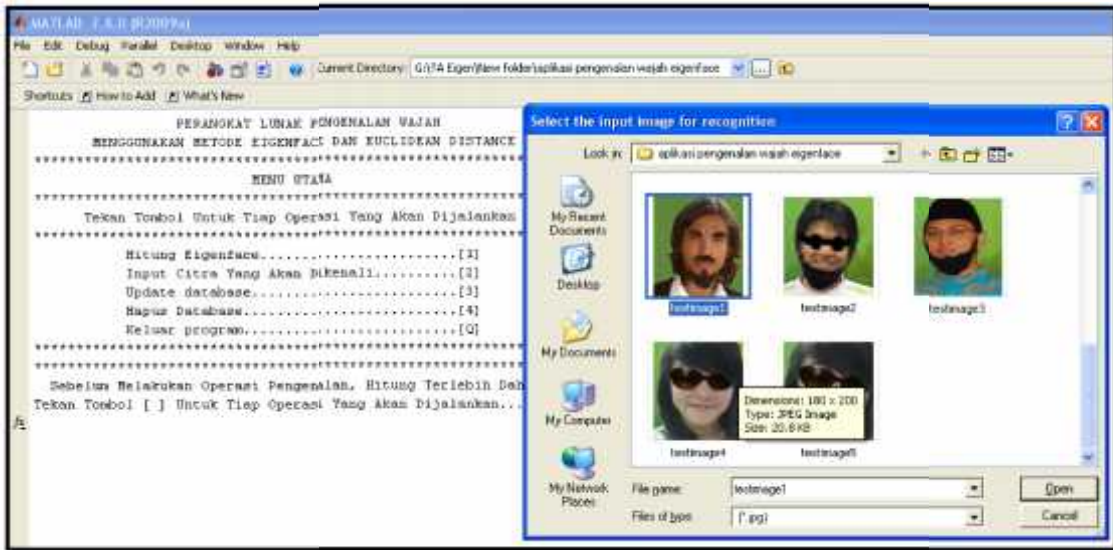 MATLAB 7.8.0 (R2009a)
File Edit Debug Parallel Desktop Window Help
Current Directory: G:\TA Eigen\New Folder\aplikasi pengenalan wajah eigenface
Shortcuts How to Add What's New
PERANGKAT LUNAK PENGENALAN WAJAH
MENGGUNAKAN METODE EIGENFACE DAN EUCLIDEAN DISTANCE
MENU UTAMA
Tekan Tombol Untuk Tiap Operasi Yang Akan Dijalankan
Hitung Eigenface...........................[1]
Input Citra Yang Akan Dikenali..........[2]
Update database............................[3]
Hapus Database.............................[4]
Keluar program.............................[Q]
Sebelum Melakukan Operasi Pengenalan, Hitung Terlebih Dah
Tekan Tombol [ ] Untuk Tiap Operasi Yang Akan Dijalankan...
fx
Select the input image for recognition
Look in: aplikasi pengenalan wajah eigenface
My Recent Documents
Desktop
My Documents
My Computer
My Network Places
testimage1 testimage2 testimage3
Dimensions: 180 x 200
Type: JPEG Image
Size: 20.8 KB
testimage4 testimage5
File name: testimage1 Open
Files of type: (*.jpg) Cancel